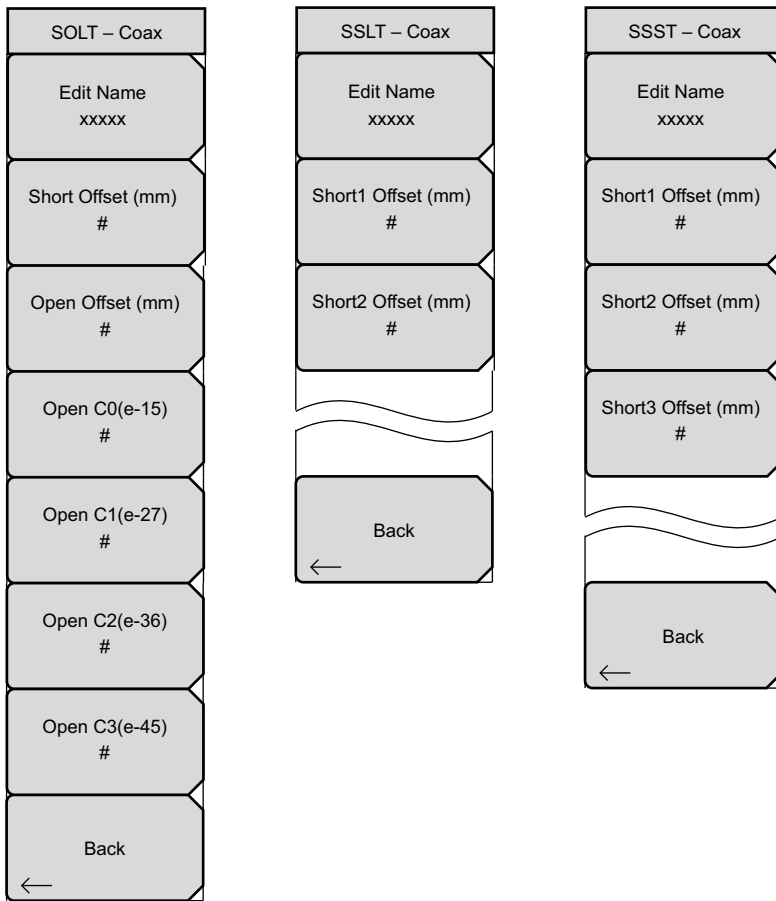 SOLT – Coax
Edit Name
xxxxx
Short Offset (mm)
#
Open Offset (mm)
#
Open C0(e-15)
#
Open C1(e-27)
#
Open C2(e-36)
#
Open C3(e-45)
#
Back
SSLT – Coax
Edit Name
xxxxx
Short1 Offset (mm)
#
Short2 Offset (mm)
#
Back
SSST – Coax
Edit Name
xxxxx
Short1 Offset (mm)
#
Short2 Offset (mm)
#
Short3 Offset (mm)
#
Back